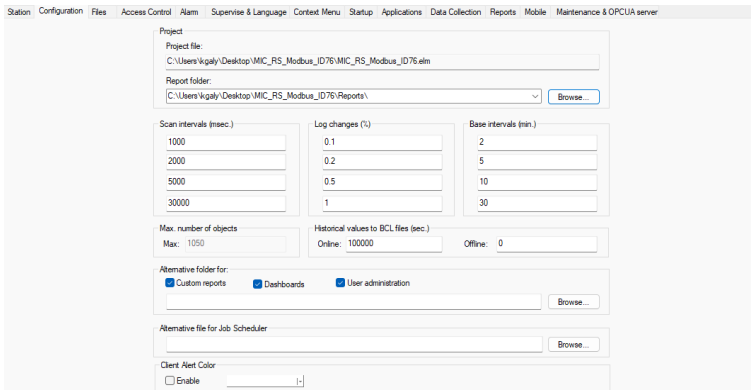 Station Configuration Files Access Control Alarm Supervise & Language Context Menu Startup Applications Data Collection Reports Mobile Maintenance & OPCUA server
Project
Project file:
C:\Users\kgaly\Desktop\MIC_RS_Modbus_ID76\MIC_RS_Modbus_ID76.elm
Report folder:
C:\Users\kgaly\Desktop\MIC_RS_Modbus_ID76\Reports\ Browse...
Scan intervals (msec.) Log changes (%) Base intervals (min.)
1000 0.1 2
2000 0.2 5
5000 0.5 10
30000 1 30
Max. number of objects Historical values to BCL files (sec.)
Max: 1050 Online: 100000 Offline: 0
Alternative folder for:
Custom reports Dashboards User administration
Browse...
Alternative file for Job Scheduler
Browse...
Client Alert Color
Enable